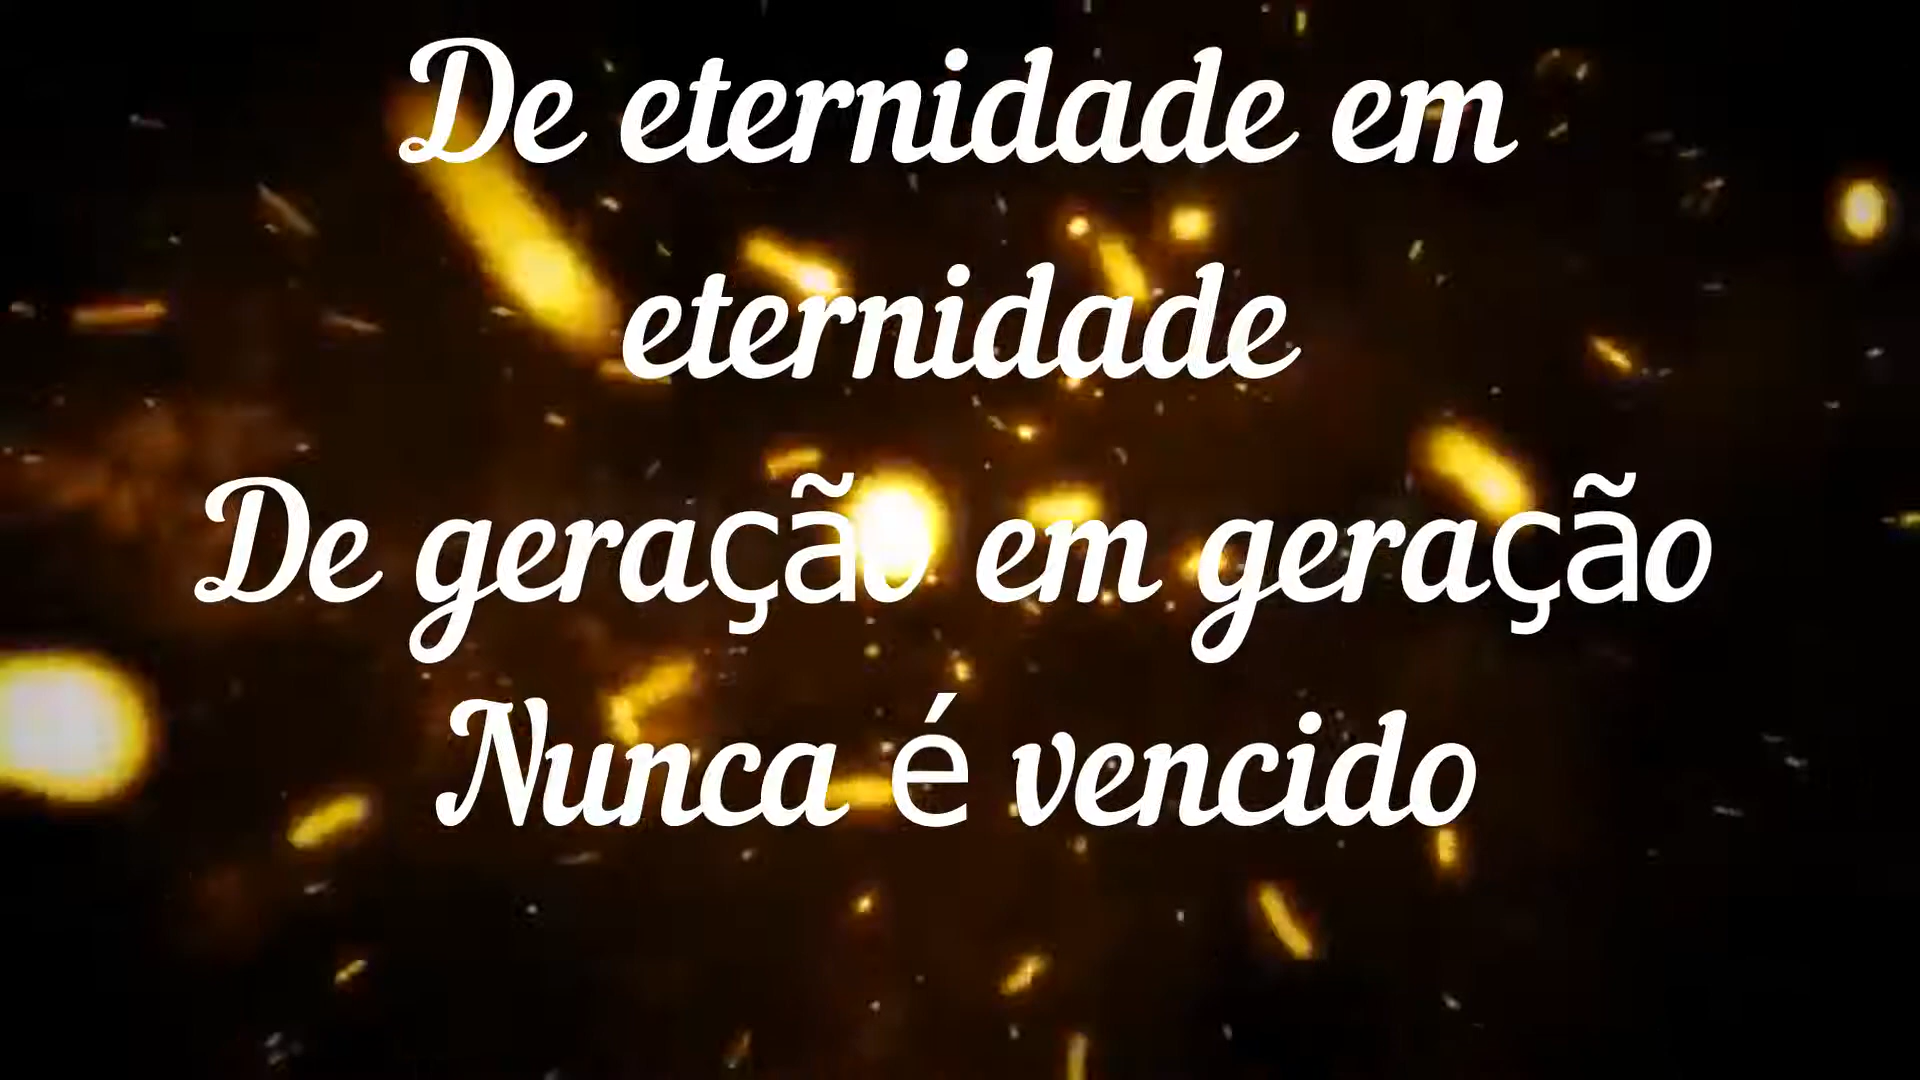 De eternidade em
eternidade
De geração em geração
Nunca é vencido